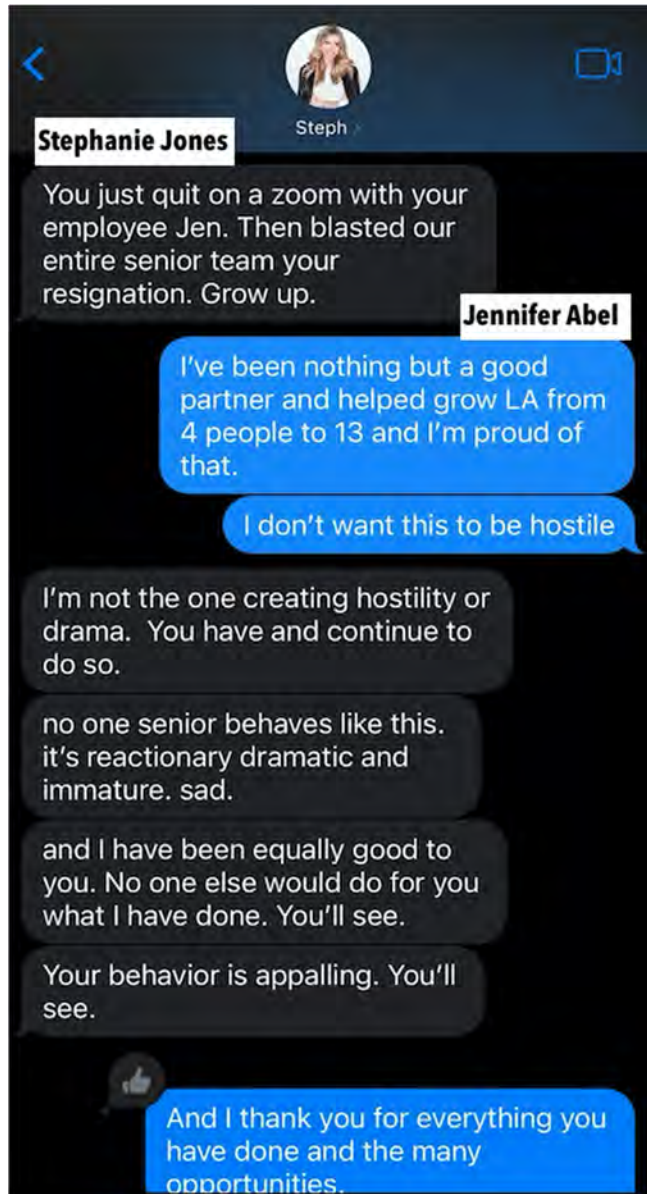 Steph
Stephanie Jones
You just quit on a zoom with your
employee Jen. Then blasted our
entire senior team your
resignation. Grow up.
Jennifer Abel
I've been nothing but a good
partner and helped grow LA from
4 people to 13 and I'm proud of
that.
I don't want this to be hostile
I'm not the one creating hostility or
drama.  You have and continue to
do so.
no one senior behaves like this.
it's reactionary dramatic and
immature. sad.
and I have been equally good to
you. No one else would do for you
what I have done. You'll see.
Your behavior is appalling. You'll
see.
And I thank you for everything you
have done and the many
opportunities.